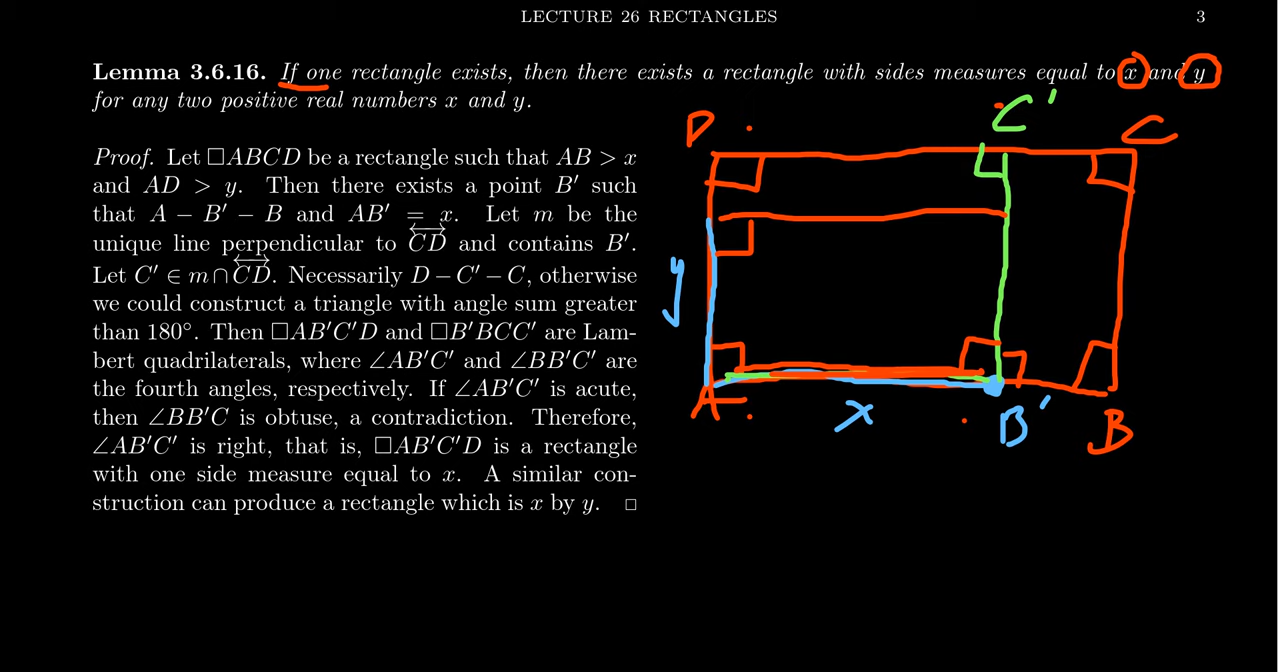 LECTURE 26 RECTANGLES 3
Lemma 3.6.16. If one rectangle exists, then there exists a rectangle with sides measures equal to x and y
for any two positive real numbers x and y.
Proof. Let □ABCD be a rectangle such that AB > x
and AD > y. Then there exists a point B′ such
that A − B′ − B and AB′ = x. Let m be the
unique line perpendicular to \overleftrightarrow{CD} and contains B′.
Let C′ ∈ m ∩ \overleftrightarrow{CD}. Necessarily D − C′ − C, otherwise
we could construct a triangle with angle sum greater
than 180°. Then □AB′C′D and □B′BCC′ are Lam-
bert quadrilaterals, where ∠AB′C′ and ∠BB′C′ are
the fourth angles, respectively. If ∠AB′C′ is acute,
then ∠BB′C is obtuse, a contradiction. Therefore,
∠AB′C′ is right, that is, □AB′C′D is a rectangle
with one side measure equal to x. A similar con-
struction can produce a rectangle which is x by y. □
D C′ C
y
A x B′ B